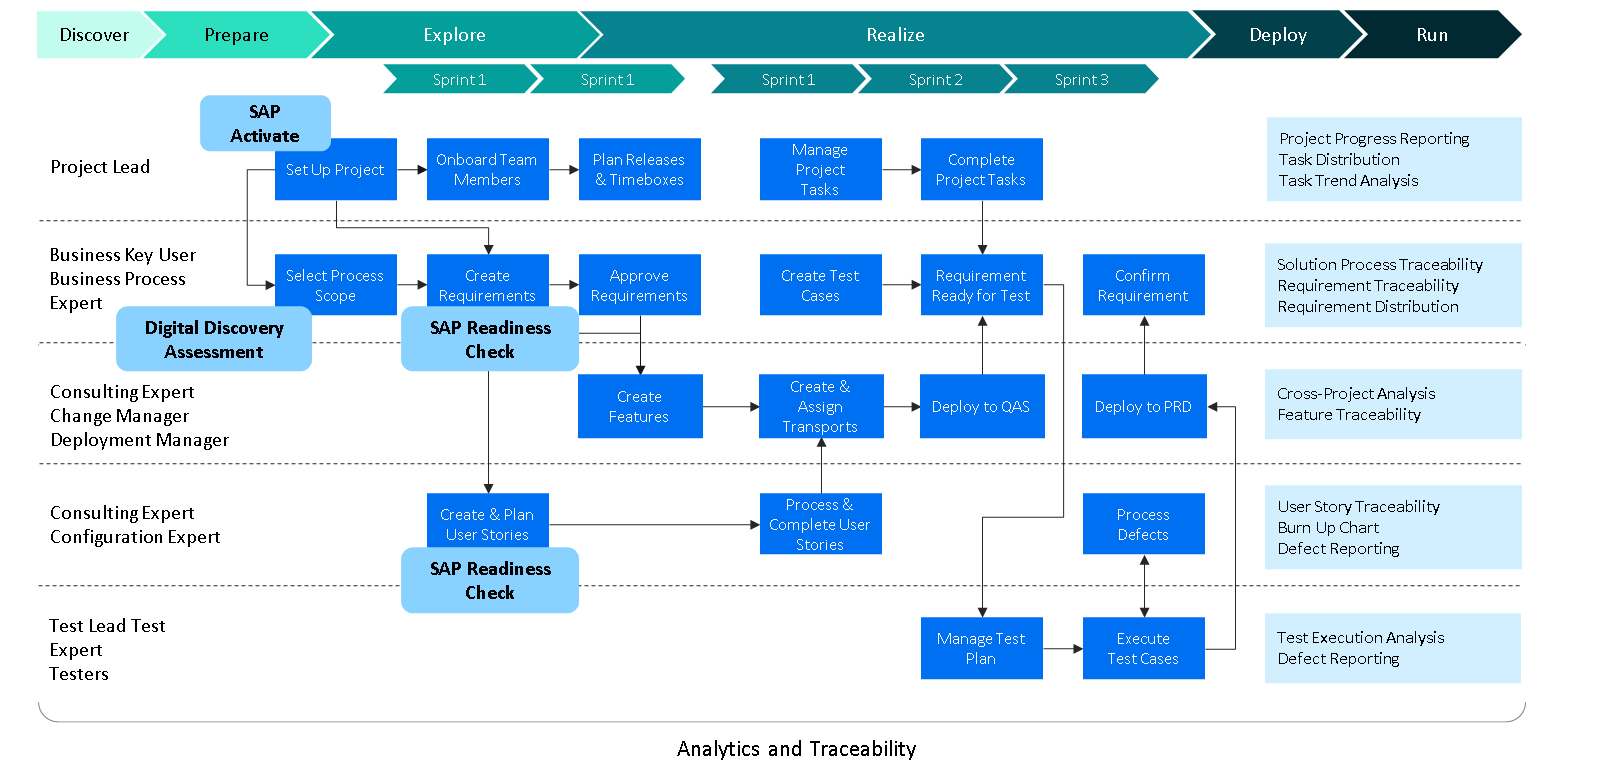 Discover
Prepare
Explore
Realize
Deploy
Run
Sprint 1
Sprint 1
Sprint 1
Sprint 2
Sprint 3
SAP
Activate
Project Lead
Set Up Project
Onboard Team
Members
Plan Releases
& Timeboxes
Manage
Project
Tasks
Complete
Project Tasks
Project Progress Reporting
Task Distribution
Task Trend Analysis
Business Key User
Business Process
Expert
Select Process
Scope
Create
Requirements
Approve
Requirements
Create Test
Cases
Requirement
Ready for Test
Confirm
Requirement
Solution Process Traceability
Requirement Traceability
Requirement Distribution
Digital Discovery
Assessment
SAP Readiness
Check
Consulting Expert
Change Manager
Deployment Manager
Create
Features
Create &
Assign
Transports
Deploy to QAS
Deploy to PRD
Cross-Project Analysis
Feature Traceability
Consulting Expert
Configuration Expert
Create & Plan
User Stories
Process &
Complete User
Stories
Process
Defects
User Story Traceability
Burn Up Chart
Defect Reporting
SAP Readiness
Check
Test Lead Test
Expert
Testers
Manage Test
Plan
Execute
Test Cases
Test Execution Analysis
Defect Reporting
Analytics and Traceability